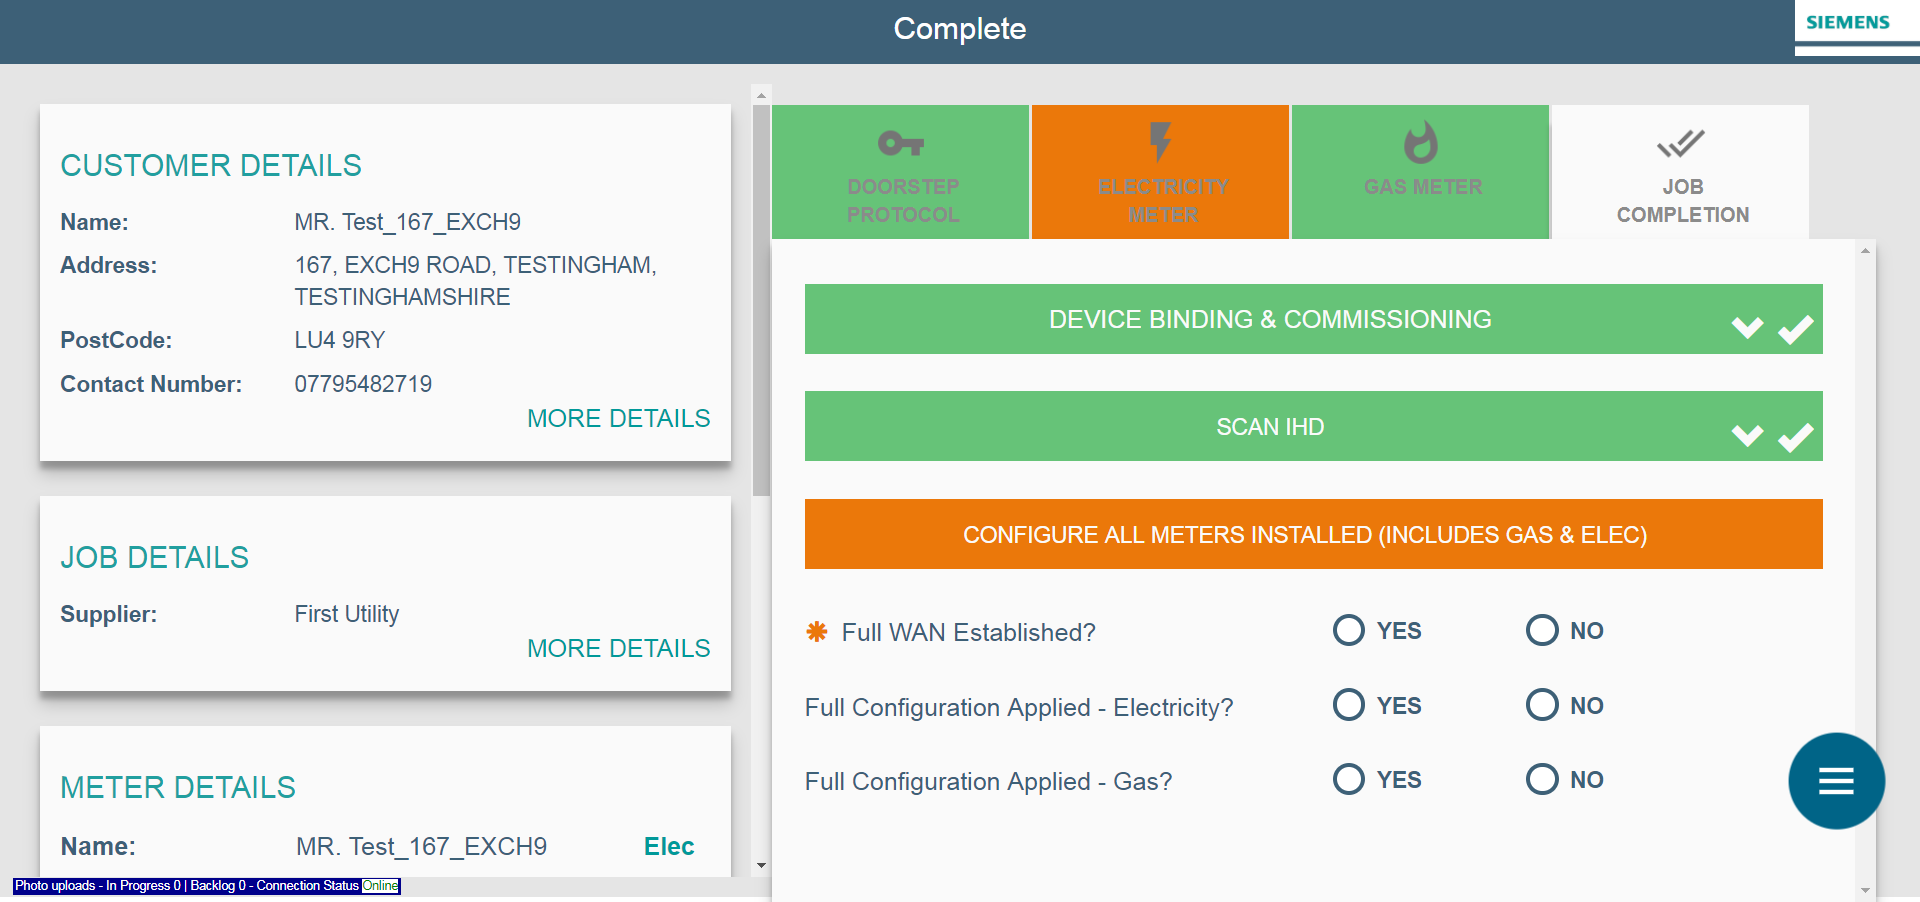 Complete
SIEMENS
CUSTOMER DETAILS
Name: MR. Test_167_EXCH9
Address: 167, EXCH9 ROAD, TESTINGHAM,
TESTINGHAMSHIRE
PostCode: LU4 9RY
Contact Number: 07795482719
MORE DETAILS
JOB DETAILS
Supplier: First Utility
MORE DETAILS
METER DETAILS
Name: MR. Test_167_EXCH9 Elec
Photo uploads - In Progress 0 | Backlog 0 - Connection Status Online
DOORSTEP
PROTOCOL
ELECTRICITY
METER
GAS METER
JOB
COMPLETION
DEVICE BINDING & COMMISSIONING
SCAN IHD
CONFIGURE ALL METERS INSTALLED (INCLUDES GAS & ELEC)
Full WAN Established? YES NO
Full Configuration Applied - Electricity? YES NO
Full Configuration Applied - Gas? YES NO